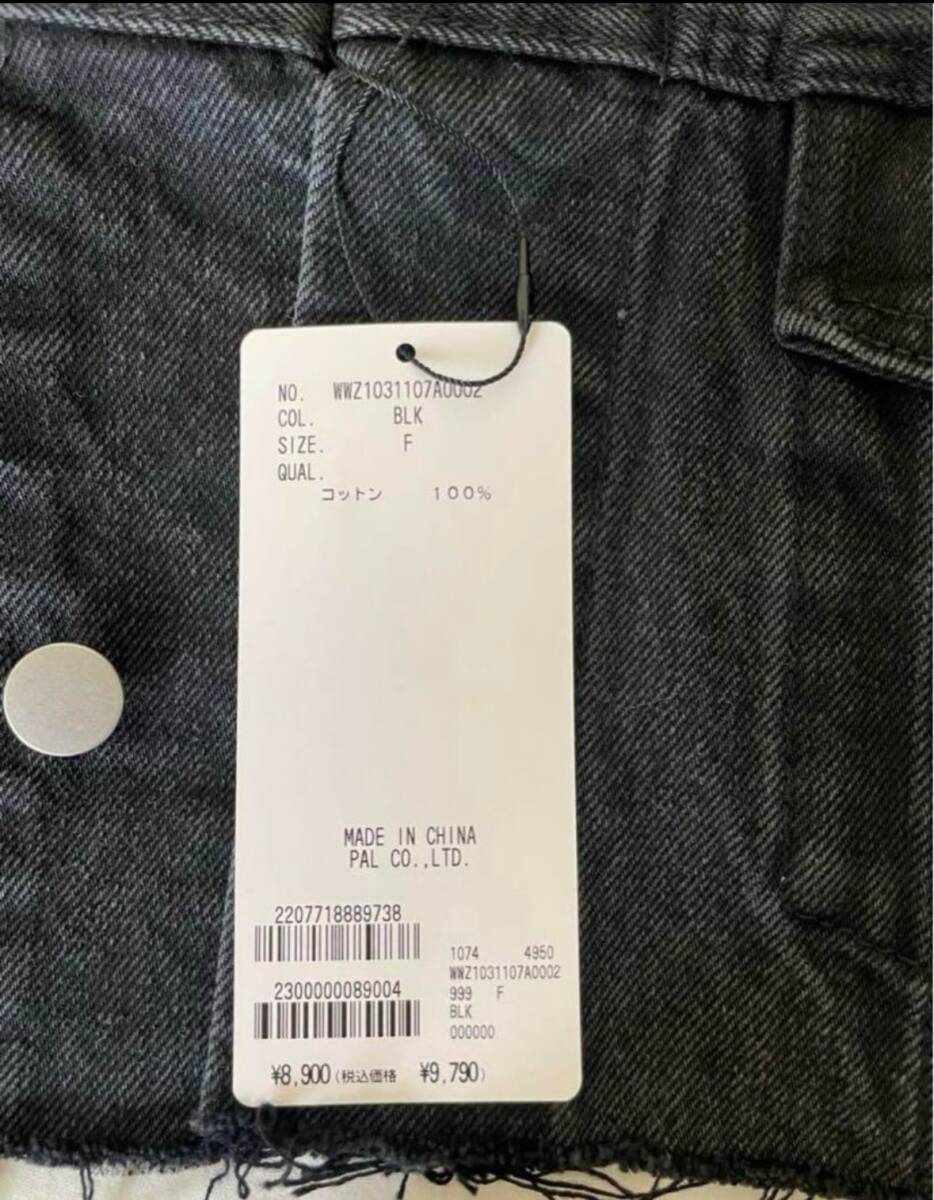 NO. WWZ1031107A0002
COL. BLK
SIZE. F
QUAL.
コットン 100%
MADE IN CHINA
PAL CO.,LTD.
2207718889738
2300000089004
1074 4950
WWZ1031107A0002
999 F
BLK
000000
¥8,900(税込価格 ¥9,790)